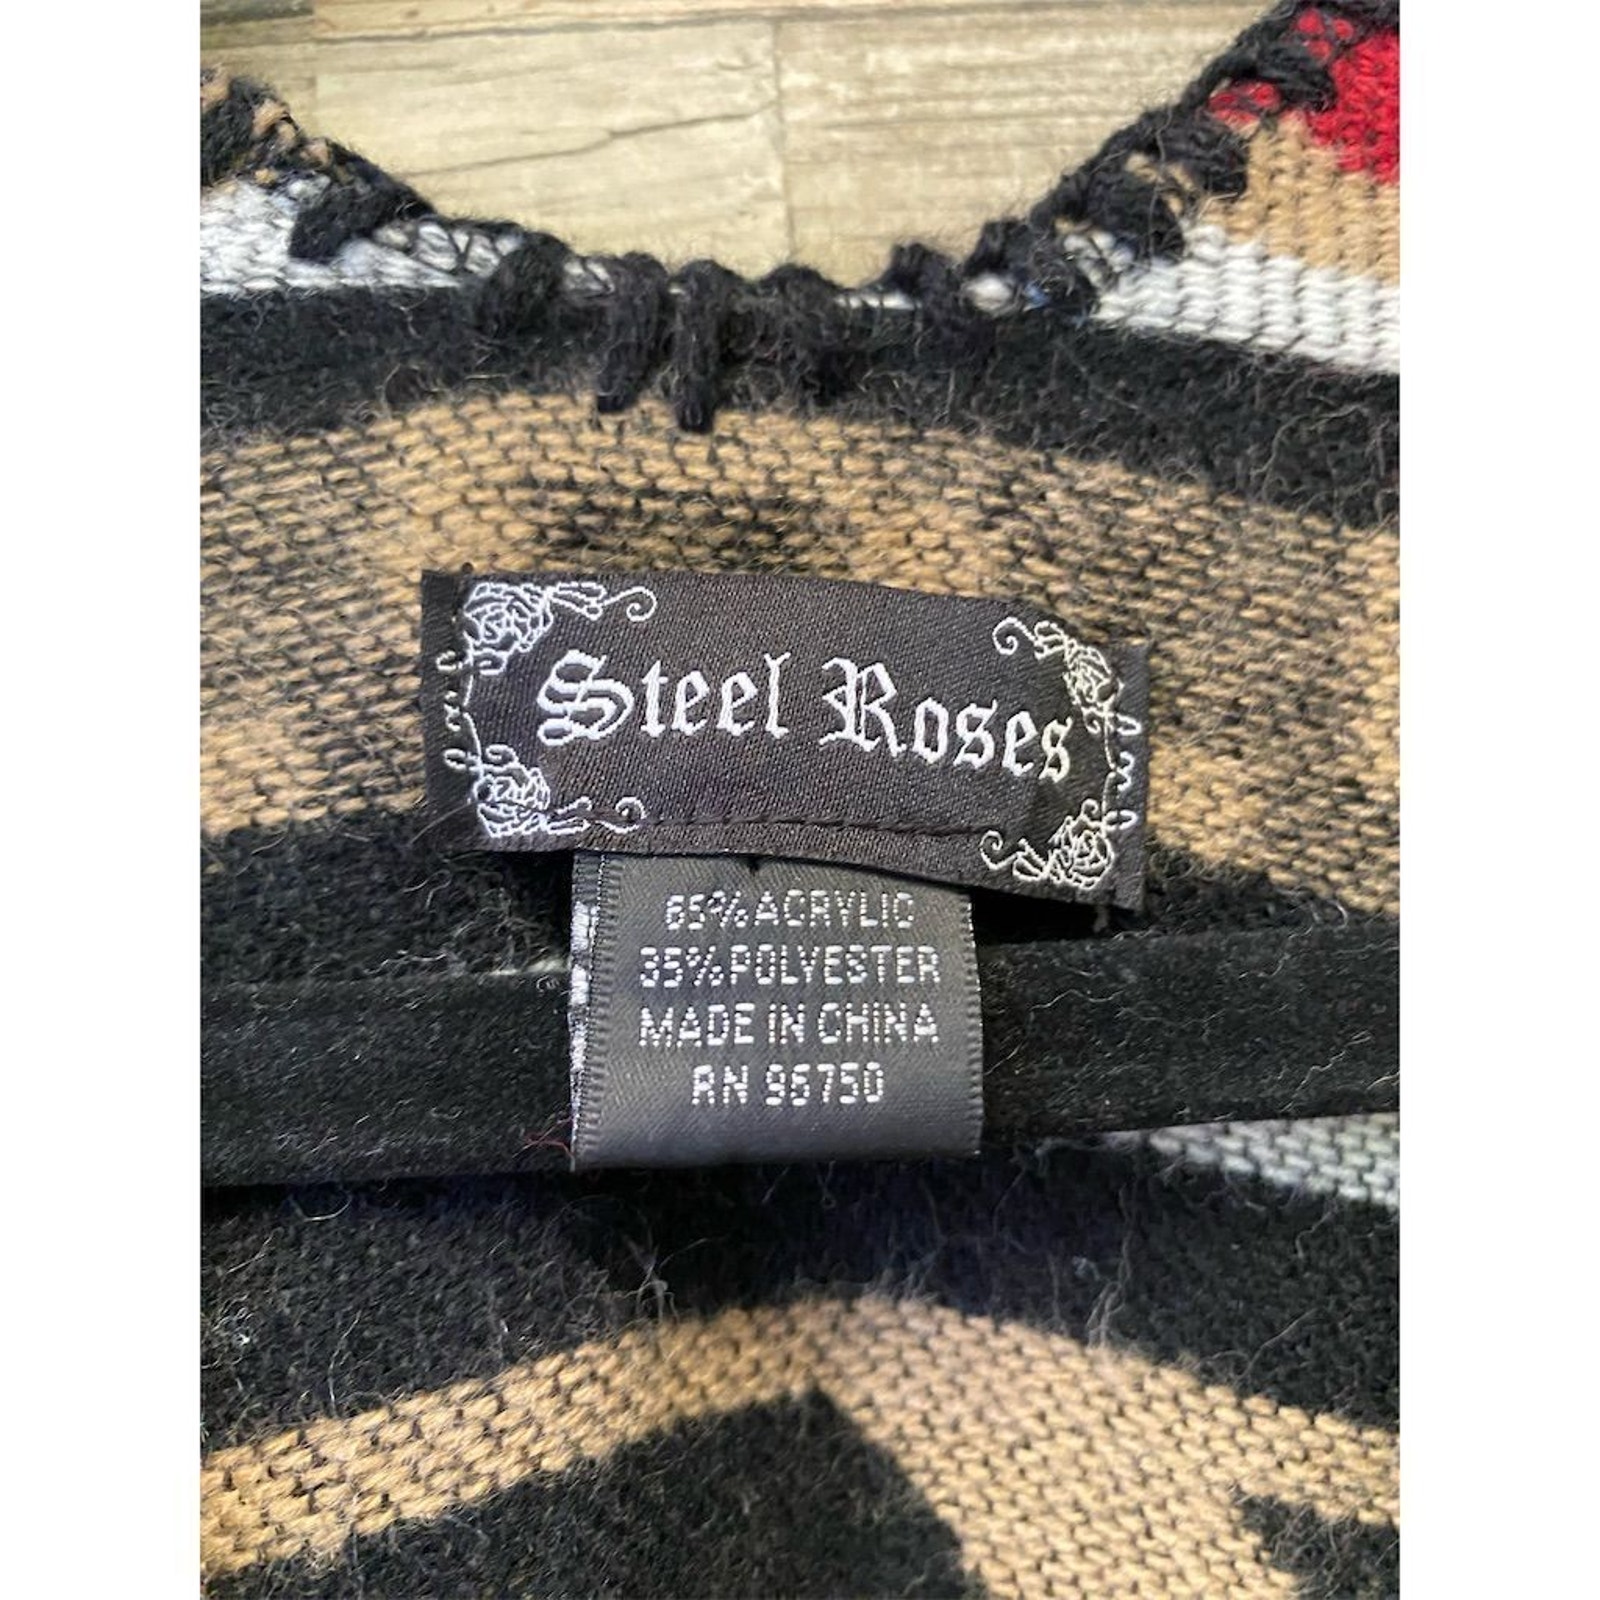 Steel Roses
65% ACRYLIC
35% POLYESTER
MADE IN CHINA
RN 96750